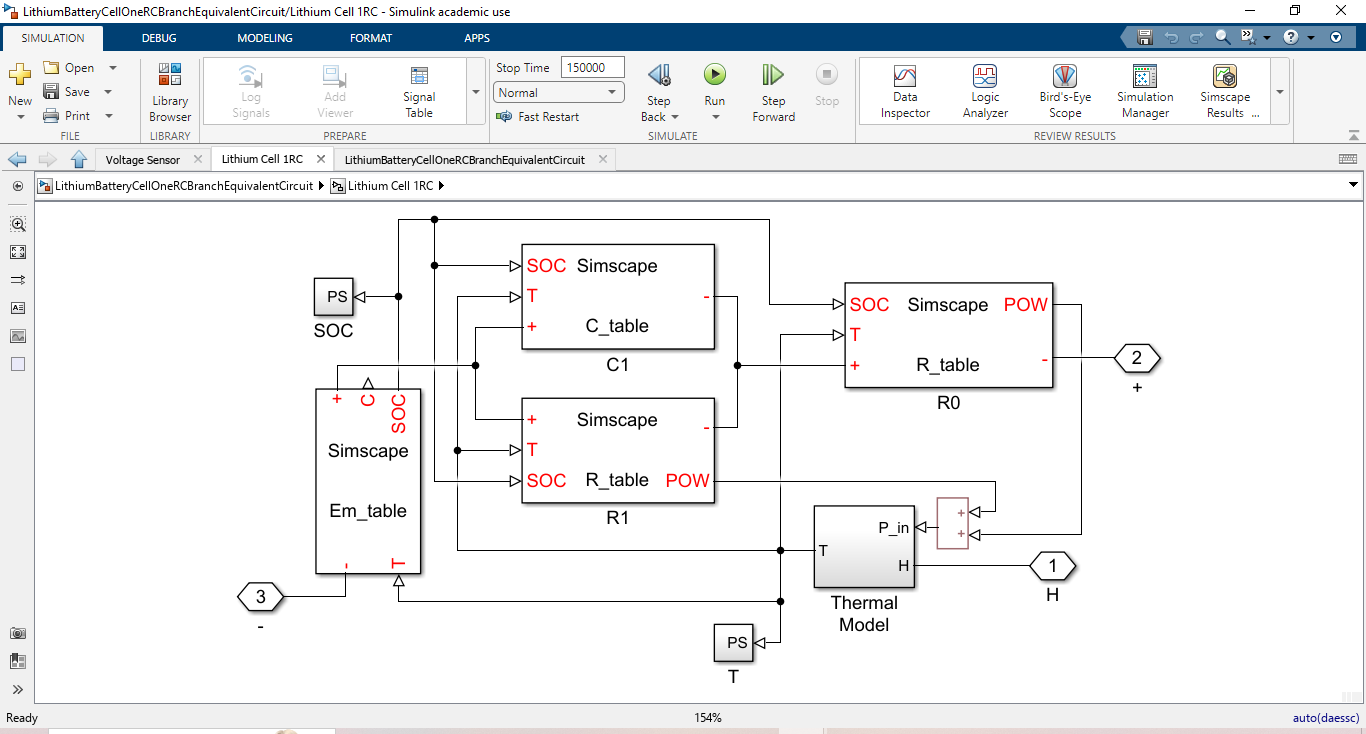 LithiumBatteryCellOneRCBranchEquivalentCircuit/Lithium Cell 1RC - Simulink academic use
SIMULATION DEBUG MODELING FORMAT APPS
New
Open
Save
Print
FILE
Library
Browser
LIBRARY
Log
Signals
Add
Viewer
Signal
Table
PREPARE
Stop Time 150000
Normal
Fast Restart
Step
Back
Run
Step
Forward
Stop
SIMULATE
Data
Inspector
Logic
Analyzer
Bird's-Eye
Scope
Simulation
Manager
Simscape
Results ...
REVIEW RESULTS
Voltage Sensor Lithium Cell 1RC LithiumBatteryCellOneRCBranchEquivalentCircuit
LithiumBatteryCellOneRCBranchEquivalentCircuit Lithium Cell 1RC
PS
SOC
SOC Simscape
T -
+ C_table
C1
SOC Simscape POW
T
+ R_table -
R0
2
+
+ C SOC
Simscape
Em_table
- T
+ Simscape -
T
SOC R_table POW
R1
P_in
T
H
Thermal
Model
+
+
1
H
3
-
PS
T
Ready 154% auto(daessc)